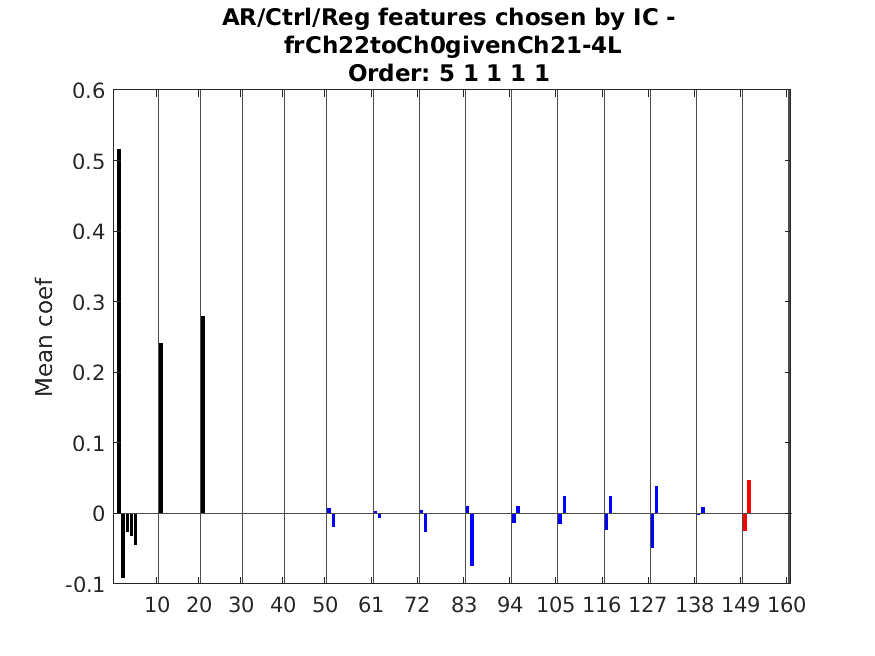 AR/Ctrl/Reg features chosen by IC -
frCh22toCh0givenCh21-4L
Order: 5 1 1 1 1
0.6
0.5
0.4
0.3
0.2
0.1
0
-0.1
Mean coef
10 20 30 40 50 61 72 83 94 105 116 127 138 149 160